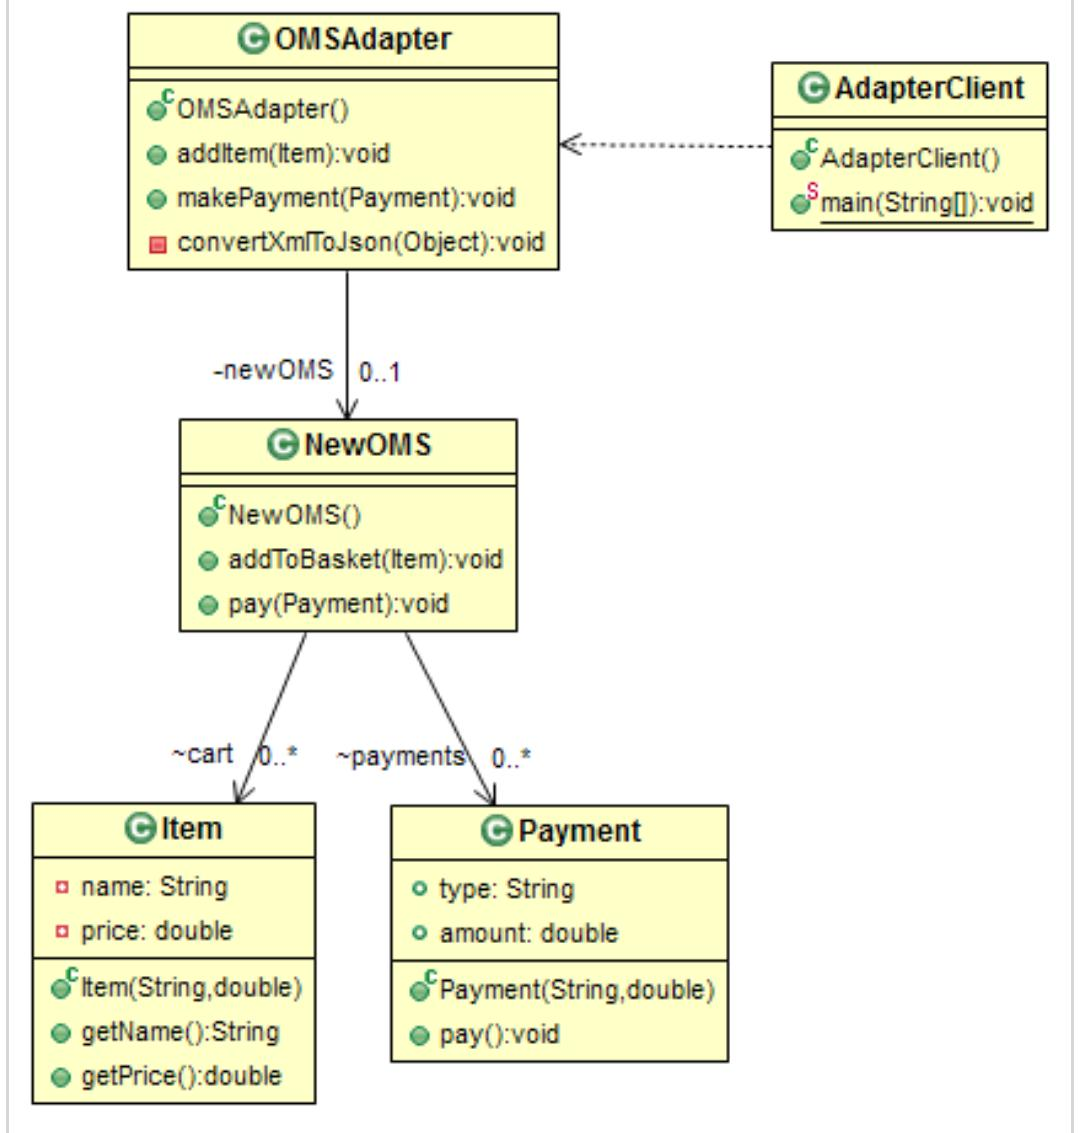 OMSAdapter
OMSAdapter()
addItem(Item):void
makePayment(Payment):void
convertXmlToJson(Object):void
AdapterClient
AdapterClient()
main(String[]):void
-newOMS 0..1
NewOMS
NewOMS()
addToBasket(Item):void
pay(Payment):void
~cart 0..*
~payments 0..*
Item
name: String
price: double
Item(String,double)
getName():String
getPrice():double
Payment
type: String
amount: double
Payment(String,double)
pay():void